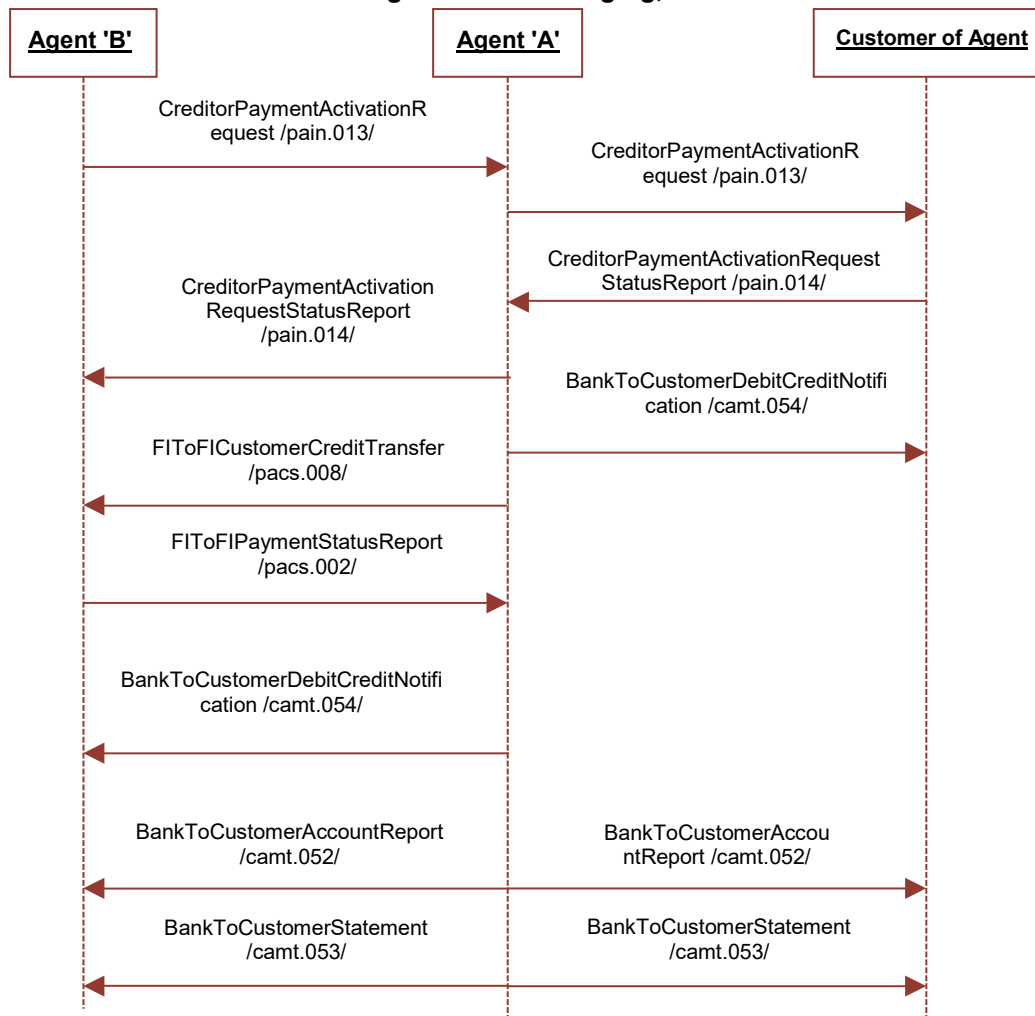 Agent 'B'
Agent 'A'
Customer of Agent
CreditorPaymentActivationR
equest /pain.013/
CreditorPaymentActivationR
equest /pain.013/
CreditorPaymentActivationRequest
StatusReport /pain.014/
CreditorPaymentActivation
RequestStatusReport
/pain.014/
BankToCustomerDebitCreditNotifi
cation /camt.054/
FIToFICustomerCreditTransfer
/pacs.008/
FIToFIPaymentStatusReport
/pacs.002/
BankToCustomerDebitCreditNotifi
cation /camt.054/
BankToCustomerAccountReport
/camt.052/
BankToCustomerAccou
ntReport /camt.052/
BankToCustomerStatement
/camt.053/
BankToCustomerStatement
/camt.053/